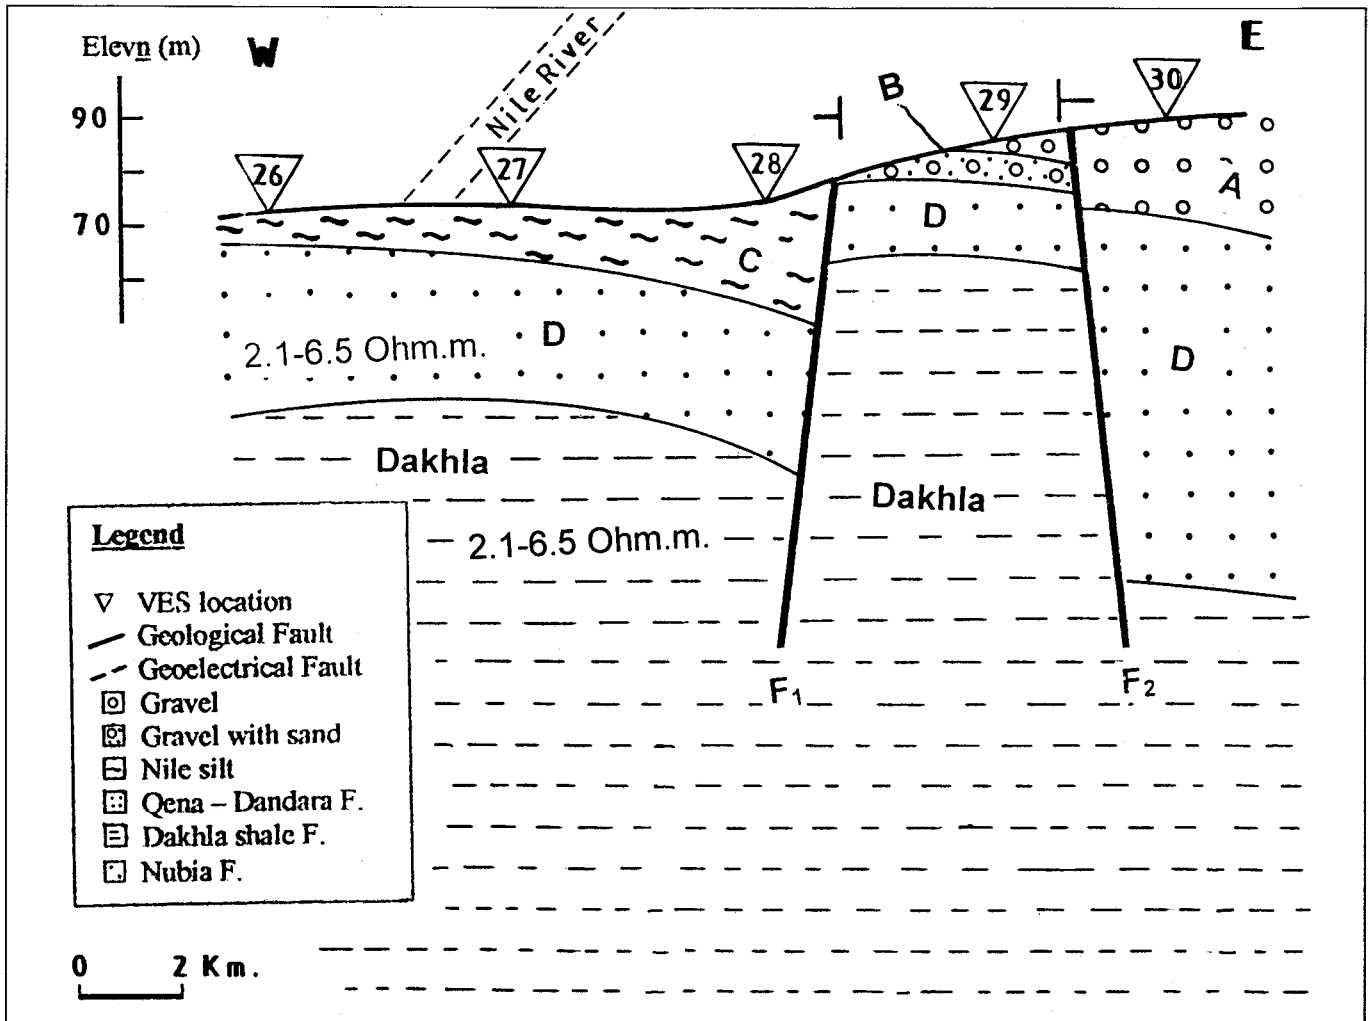 Elevn (m)
W
E
Nile River
90
70
26
27
28
29
30
B
A
C
D
D
D
2.1-6.5 Ohm.m.
Dakhla
Dakhla
2.1-6.5 Ohm.m.
F1
F2
Legend
VES location
Geological Fault
Geoelectrical Fault
Gravel
Gravel with sand
Nile silt
Qena – Dandara F.
Dakhla shale F.
Nubia F.
0 2 Km.